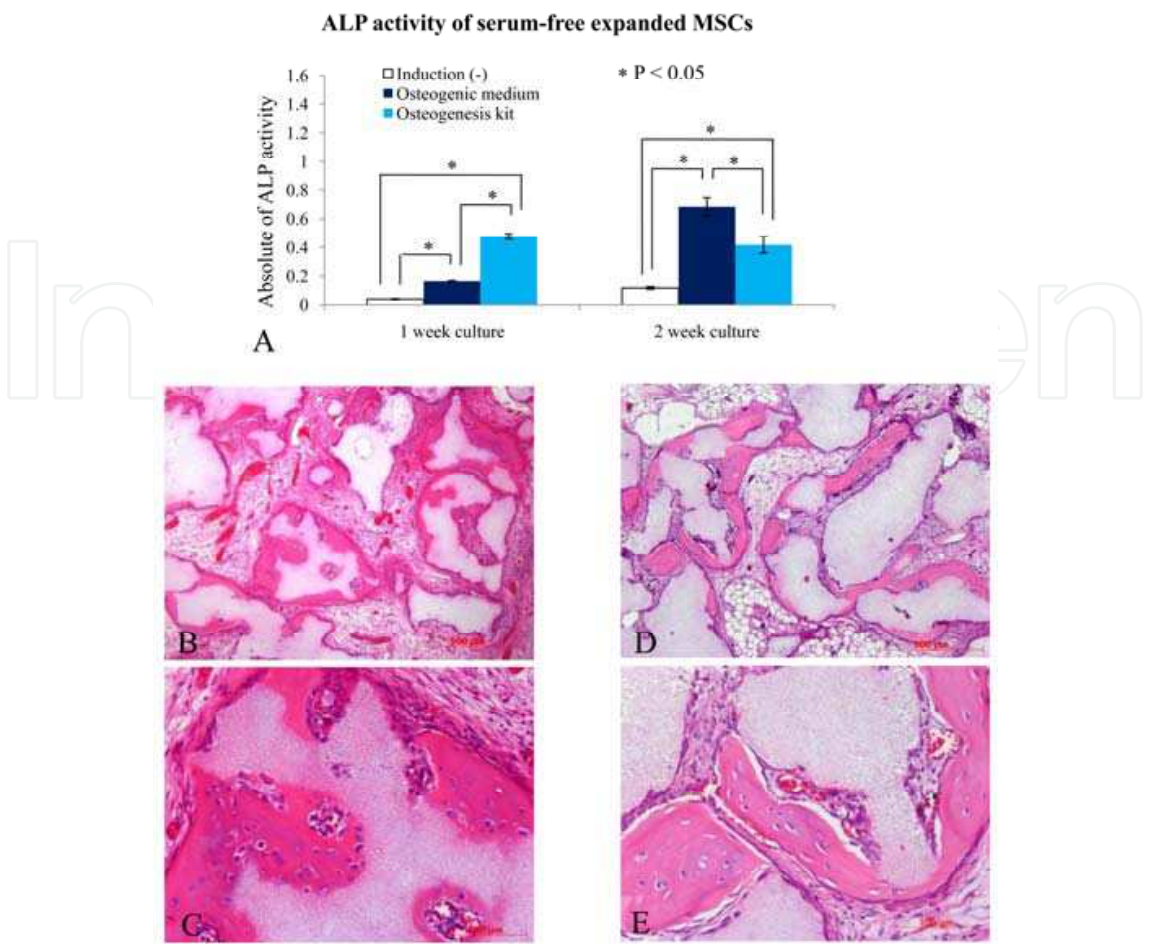 ALP activity of serum-free expanded MSCs
Absolute of ALP activity
1.6
1.4
1.2
1
0.8
0.6
0.4
0.2
0
Induction (-)
Osteogenic medium
Osteogenesis kit
* P < 0.05
*
*
*
*
*
*
1 week culture
2 week culture
A
B
D
C
E